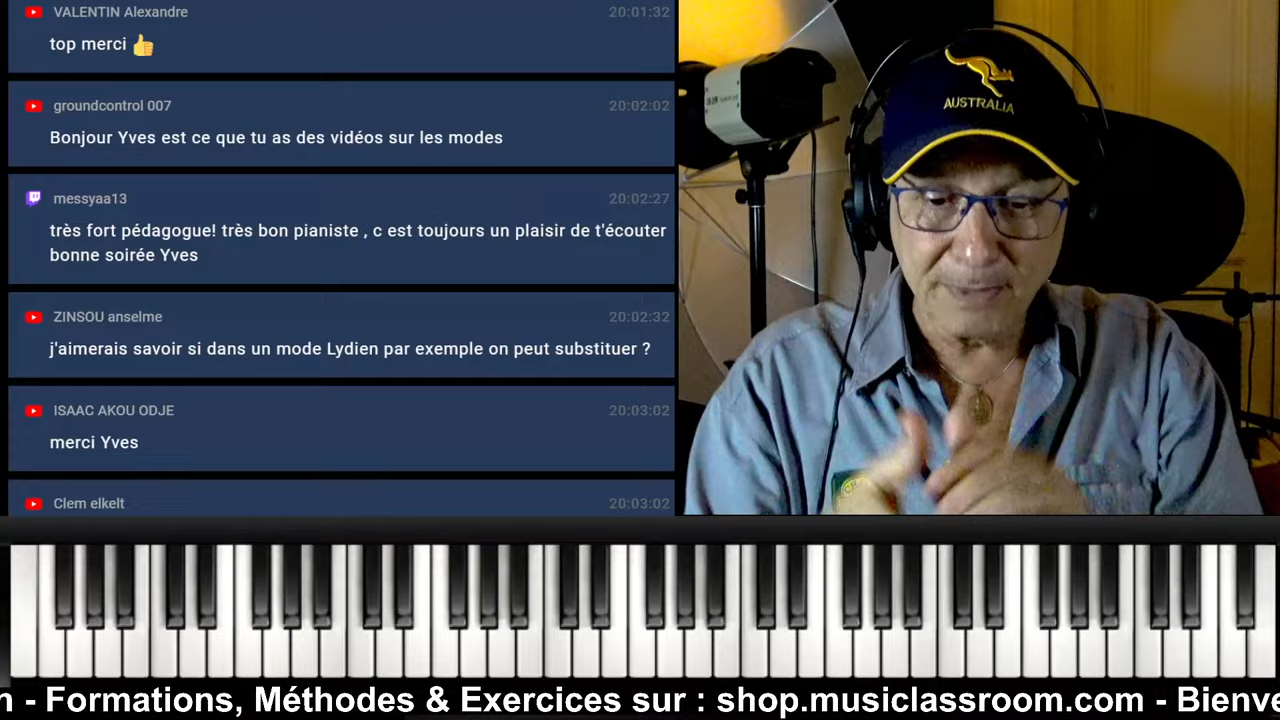 VALENTIN Alexandre 20:01:32
top merci 👍
groundcontrol 007 20:02:02
Bonjour Yves est ce que tu as des vidéos sur les modes
messyaa13 20:02:27
très fort pédagogue! très bon pianiste , c est toujours un plaisir de t'écouter
bonne soirée Yves
ZINSOU anselme 20:02:32
j'aimerais savoir si dans un mode Lydien par exemple on peut substituer ?
ISAAC AKOU ODJE 20:03:02
merci Yves
Clem elkelt 20:03:02
AUSTRALIA
n - Formations, Méthodes & Exercices sur : shop.musiclassroom.com - Bienve